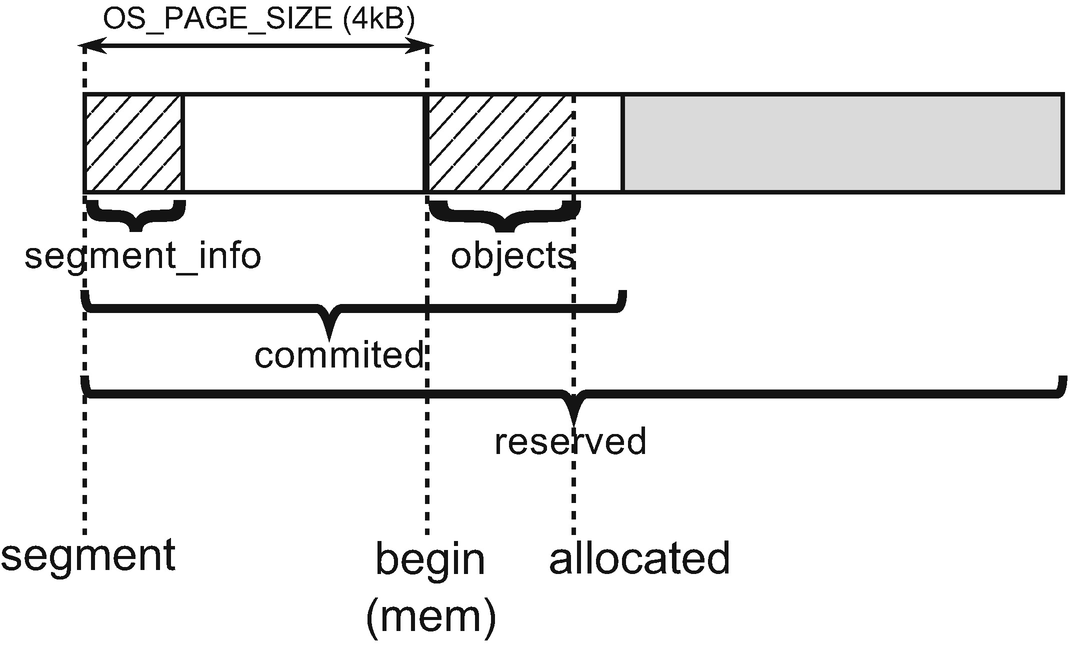 OS_PAGE_SIZE (4kB)
segment_info
objects
commited
reserved
segment
begin
(mem)
allocated